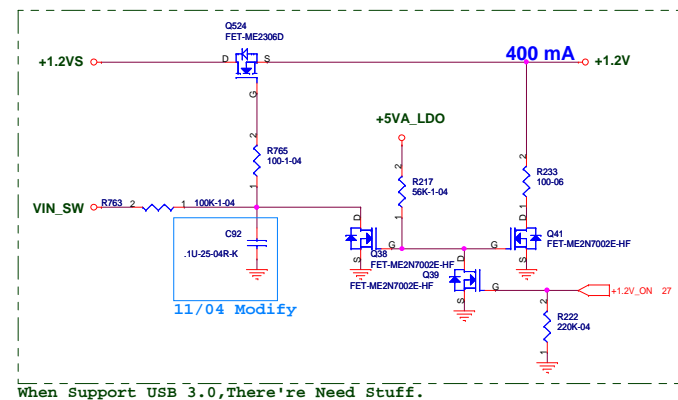 Q524
FET-ME2306D
+1.2VS
D
S
400 mA
+1.2V
G
+5VA_LDO
2
R765
100-1-04
1
2
R217
56K-1-04
1
2
R233
100-06
1
VIN_SW
R763
2
1
100K-1-04
C92
.1U-25-04R-K
D
G
S
Q38
FET-ME2N7002E-HF
D
G
S
Q41
FET-ME2N7002E-HF
D
Q39
FET-ME2N7002E-HF
G
S
+1.2V_ON
27
2
R222
220K-04
1
11/04 Modify
When Support USB 3.0,There're Need Stuff.